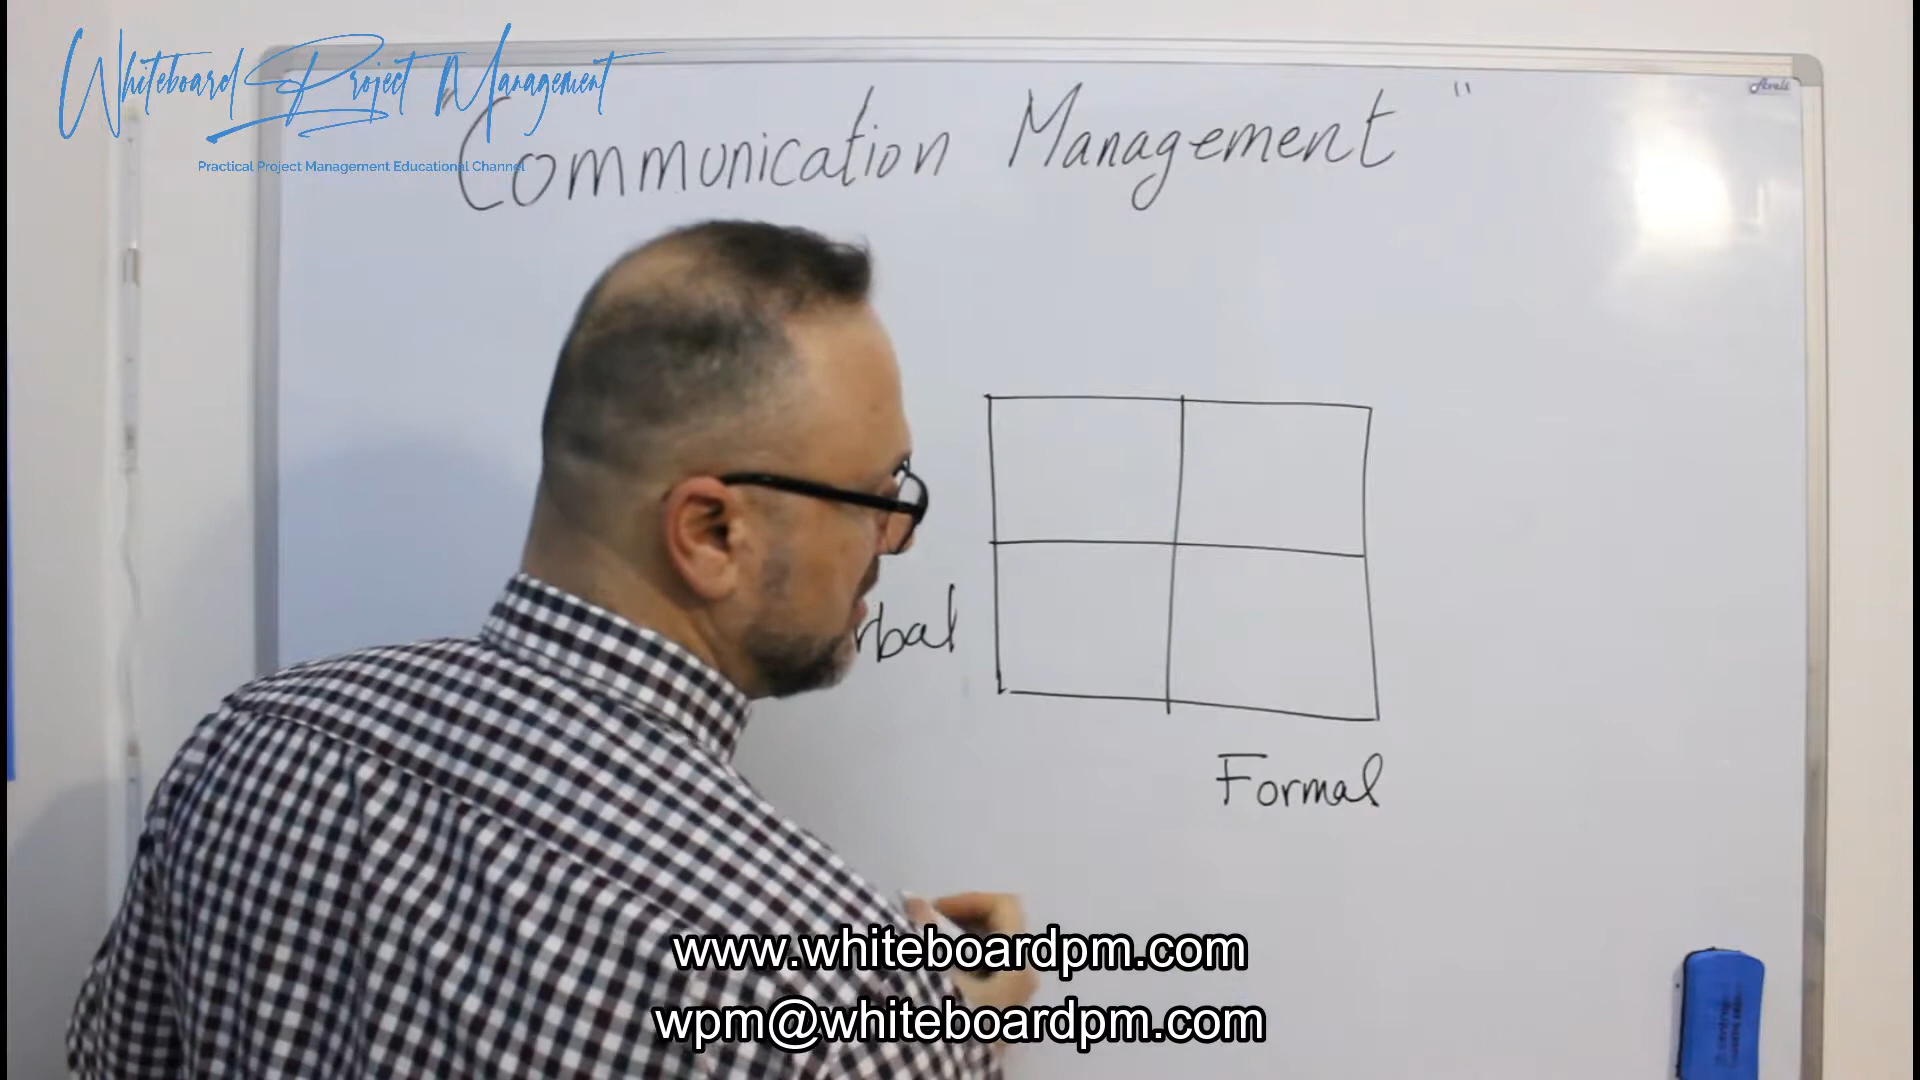 Whiteboard Project Management
Practical Project Management Educational Channel
"Communication Management"
rbal
Formal
www.whiteboardpm.com
wpm@whiteboardpm.com